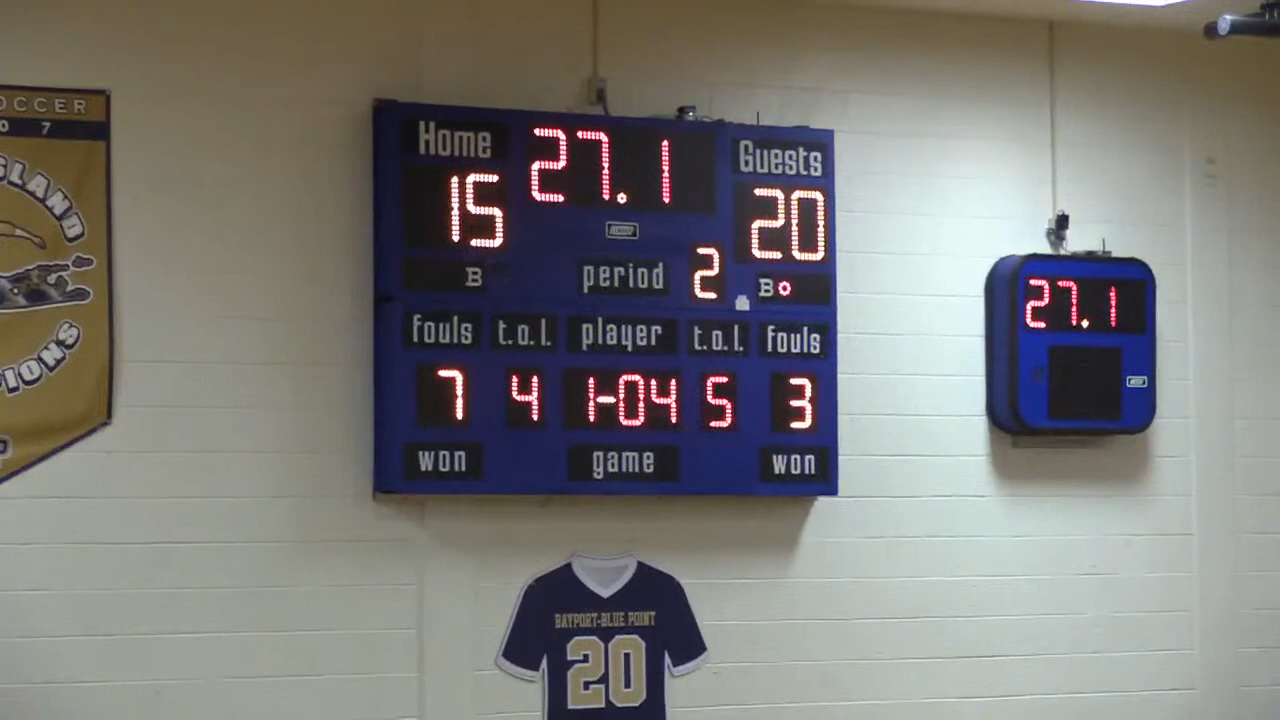 OCCER
0 7
SLAND
IONS
Home 27.1 Guests
15 20
B period 2 B
fouls t.o.l. player t.o.l. fouls
7 4 1-04 5 3
won game won
27.1
BAYPORT-BLUE POINT
20